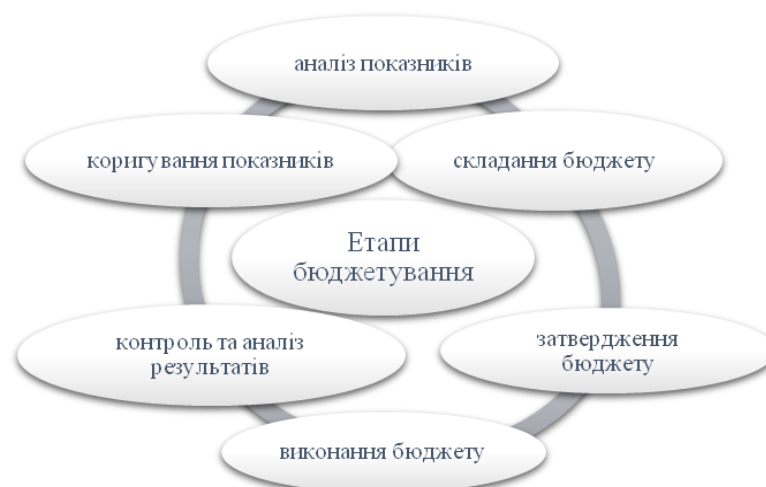 аналіз показників
коригування показників
складання бюджету
Етапи
бюджетування
контроль та аналіз
результатів
затвердження
бюджету
виконання бюджету